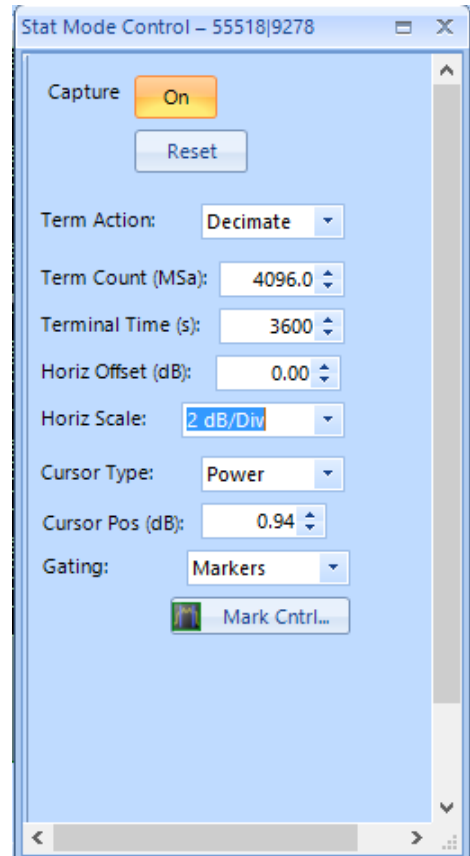 Stat Mode Control – 55518|9278
Capture On
Reset
Term Action: Decimate
Term Count (MSa): 4096.0
Terminal Time (s): 3600
Horiz Offset (dB): 0.00
Horiz Scale: 2 dB/Div
Cursor Type: Power
Cursor Pos (dB): 0.94
Gating: Markers
Mark Cntrl...